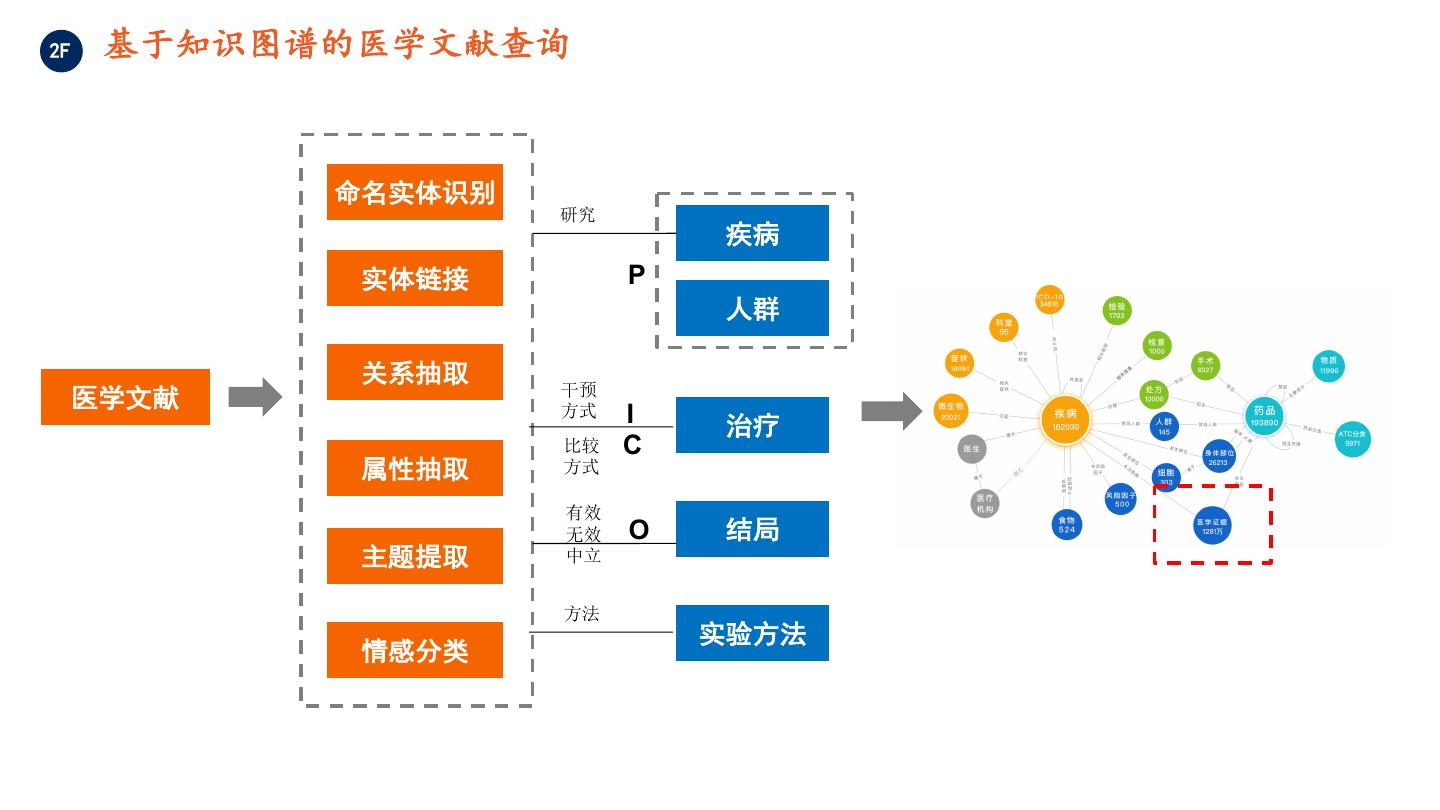 2F
基于知识图谱的医学文献查询
医学文献
命名实体识别
实体链接
关系抽取
属性抽取
主题提取
情感分类
研究
P
干预
方式
I
C
比较
方式
有效
无效
中立
O
方法
疾病
人群
治疗
结局
实验方法
ICD-10
34616
科室
65
症状
16091
微生物
20021
医生
医疗
机构
疾病
162039
检验
1703
检查
1000
手术
8327
处方
10000
人群
145
身体部位
26213
细胞
303
风险因子
500
食物
524
医学证据
1281万
药品
193890
物质
11996
ATC分类
5971